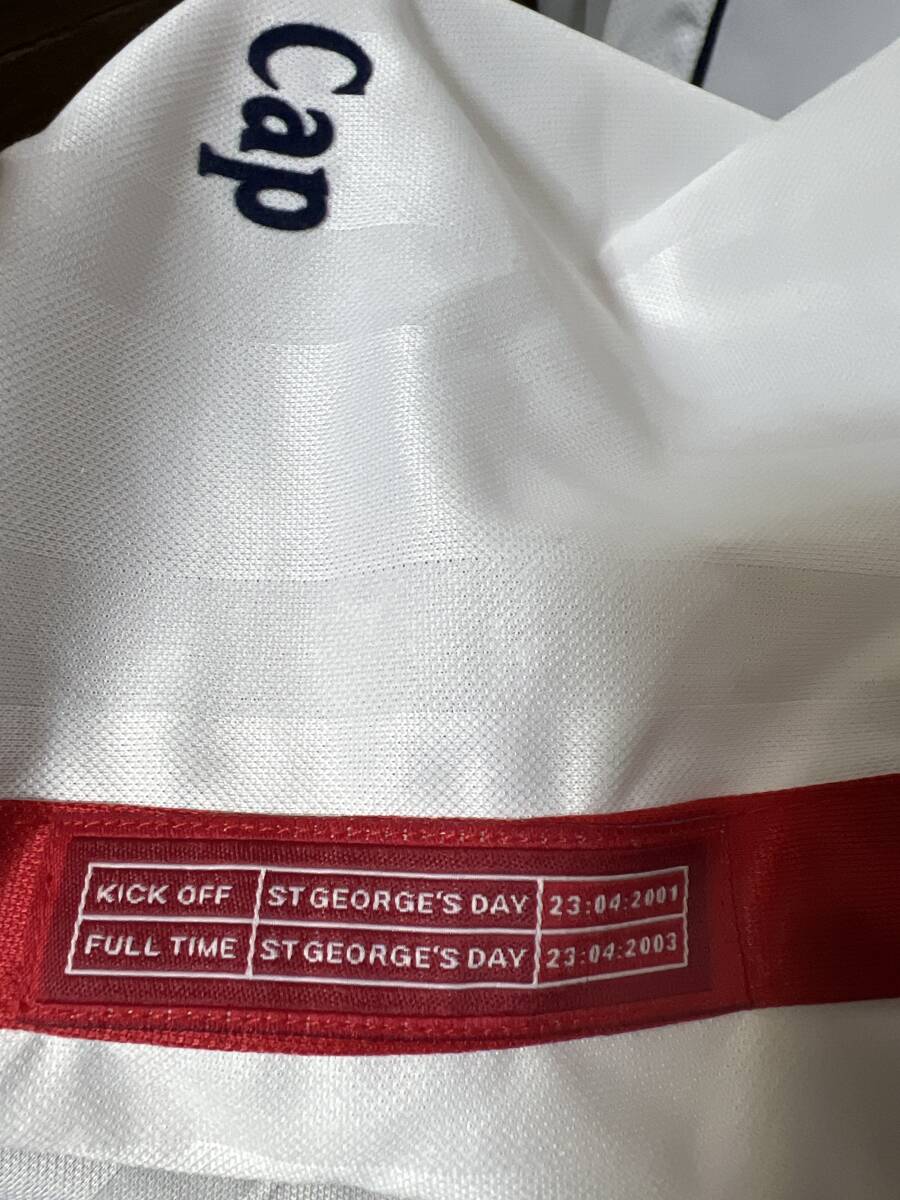 Cap
KICK OFF ST GEORGE'S DAY 23:04:2001
FULL TIME ST GEORGE'S DAY 23:04:2003